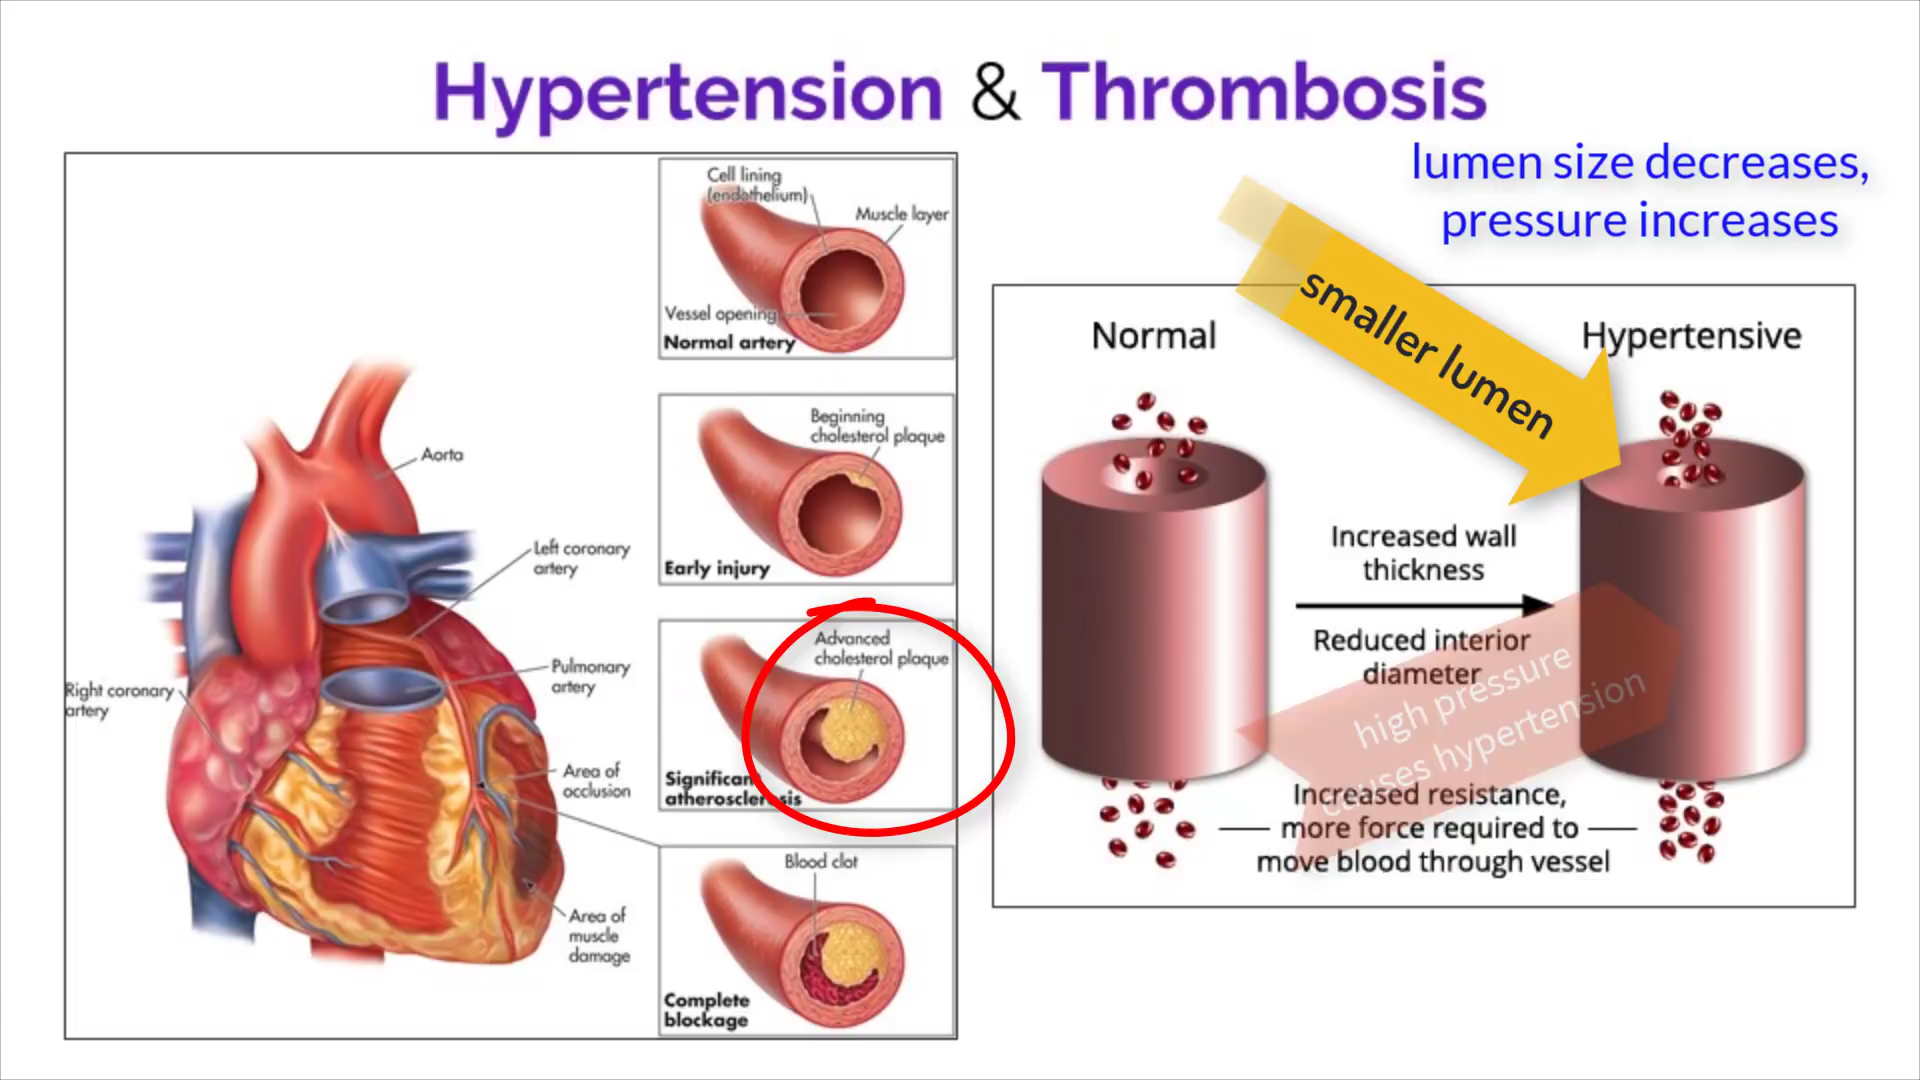 Hypertension & Thrombosis
lumen size decreases,
pressure increases
Cell lining
(endothelium)
Muscle layer
Vessel opening
Normal artery
Beginning
cholesterol plaque
Early injury
Advanced
cholesterol plaque
Significant
atherosclerosis
Blood clot
Complete
blockage
Aorta
Left coronary
artery
Pulmonary
artery
Right coronary
artery
Area of
occlusion
Area of
muscle
damage
smaller lumen
Normal
Hypertensive
Increased wall
thickness
Reduced interior
diameter
high pressure
causes hypertension
Increased resistance,
more force required to
move blood through vessel